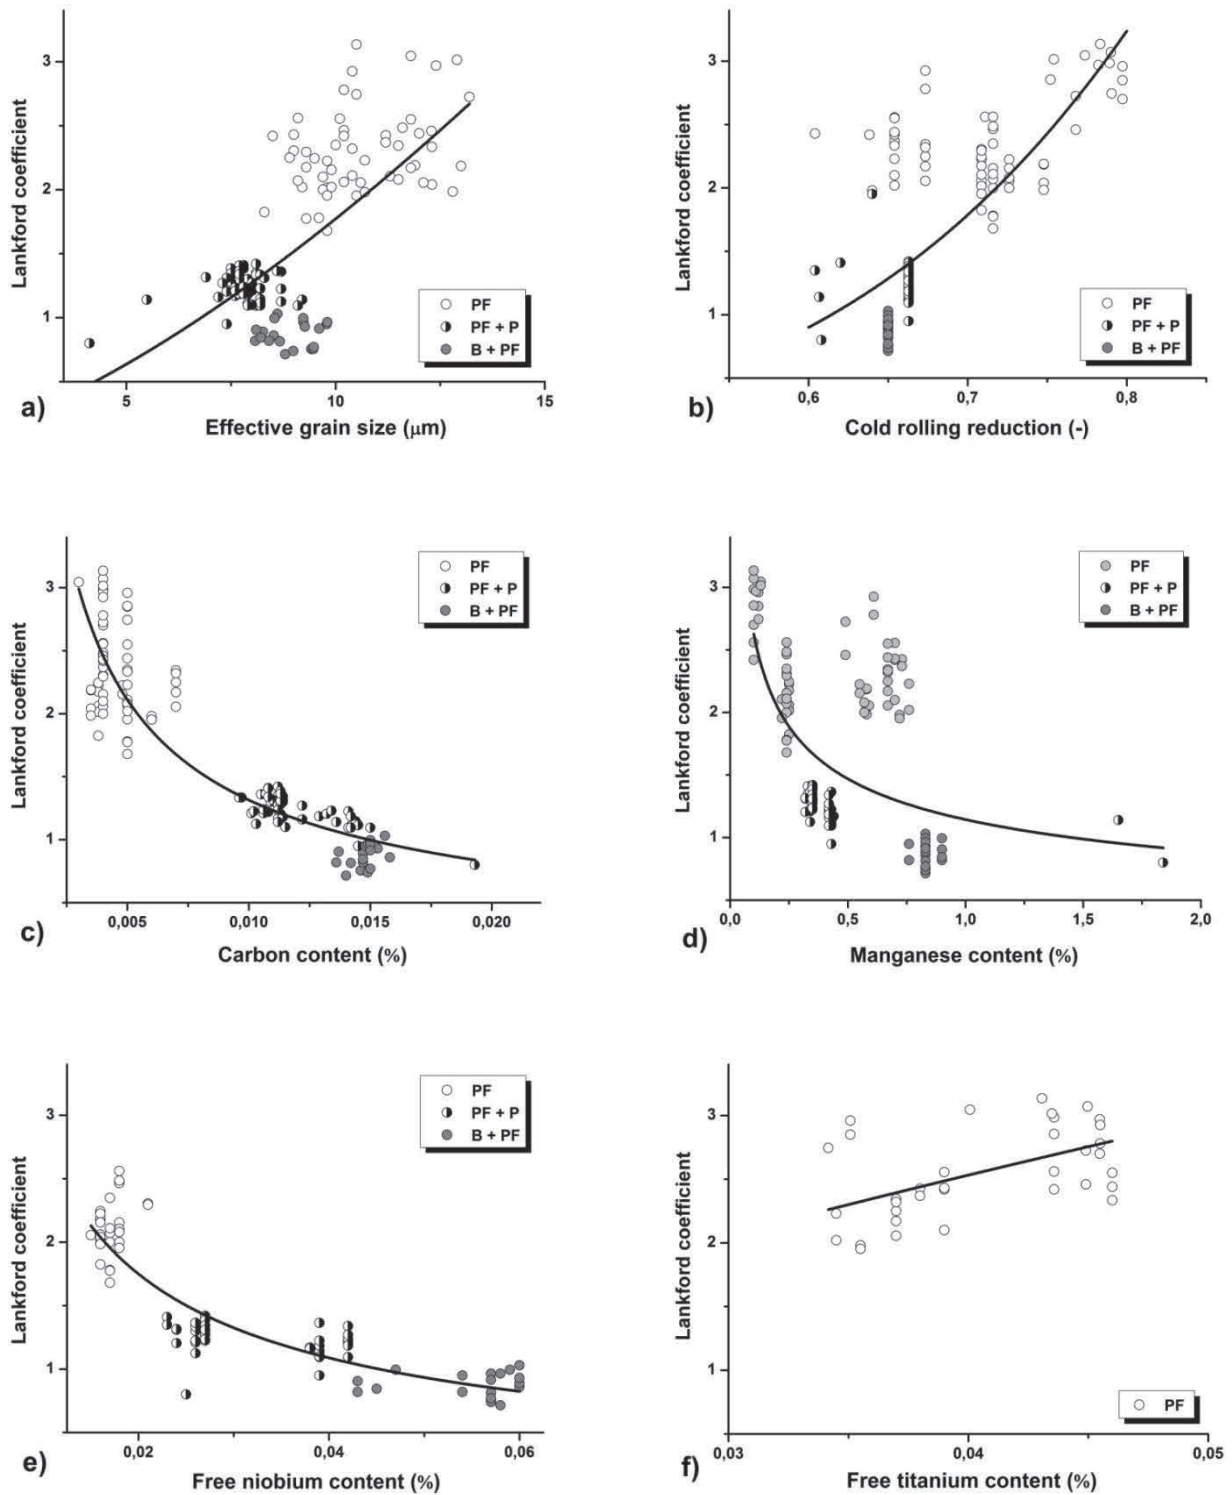 3
2
1
Lankford coefficient
PF
PF + P
B + PF
5
10
15
a)
Effective grain size (μm)
3
2
1
Lankford coefficient
PF
PF + P
B + PF
0,6
0,7
0,8
b)
Cold rolling reduction (-)
3
2
1
Lankford coefficient
PF
PF + P
B + PF
0,005
0,010
0,015
0,020
c)
Carbon content (%)
3
2
1
Lankford coefficient
PF
PF + P
B + PF
0,0
0,5
1,0
1,5
2,0
d)
Manganese content (%)
3
2
1
Lankford coefficient
PF
PF + P
B + PF
0,02
0,04
0,06
e)
Free niobium content (%)
3
2
1
Lankford coefficient
PF
0,03
0,04
0,05
f)
Free titanium content (%)